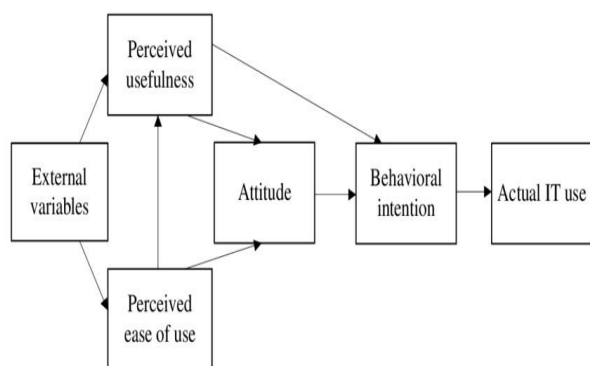 Perceived
usefulness
External
variables
Attitude
Behavioral
intention
Actual IT use
Perceived
ease of use